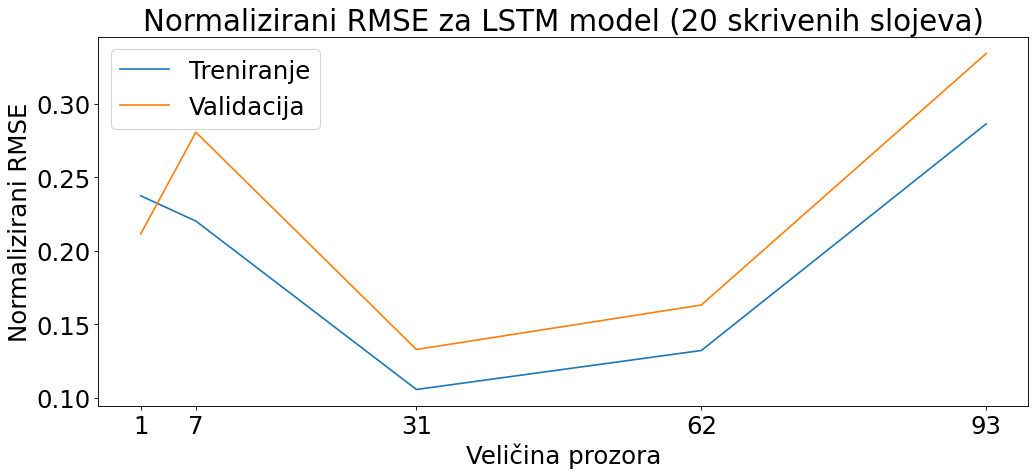 Normalizirani RMSE za LSTM model (20 skrivenih slojeva)
Treniranje
Validacija
Normalizirani RMSE
0.30
0.25
0.20
0.15
0.10
1 7 31 62 93
Veličina prozora